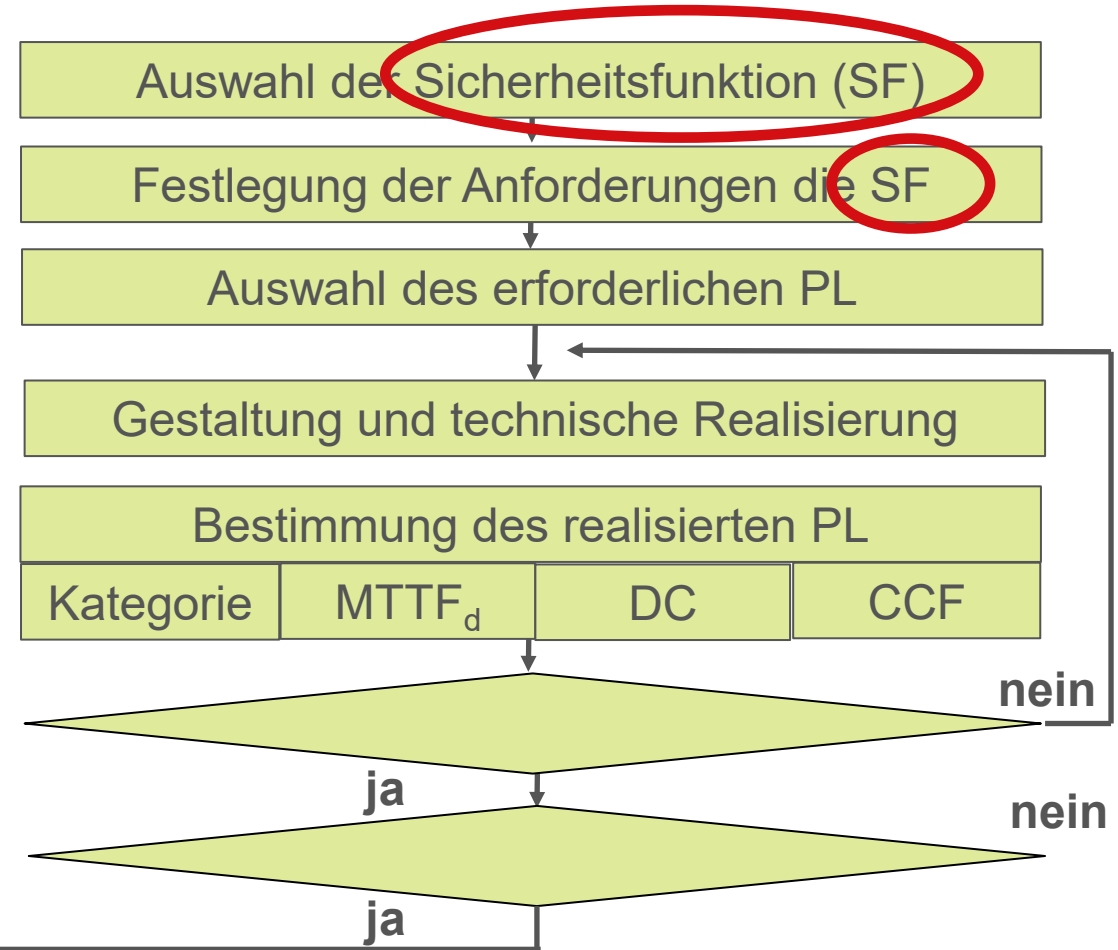 Auswahl der Sicherheitsfunktion (SF)
Festlegung der Anforderungen die SF
Auswahl des erforderlichen PL
Gestaltung und technische Realisierung
Bestimmung des realisierten PL
Kategorie
MTTFd
DC
CCF
nein
ja
nein
ja